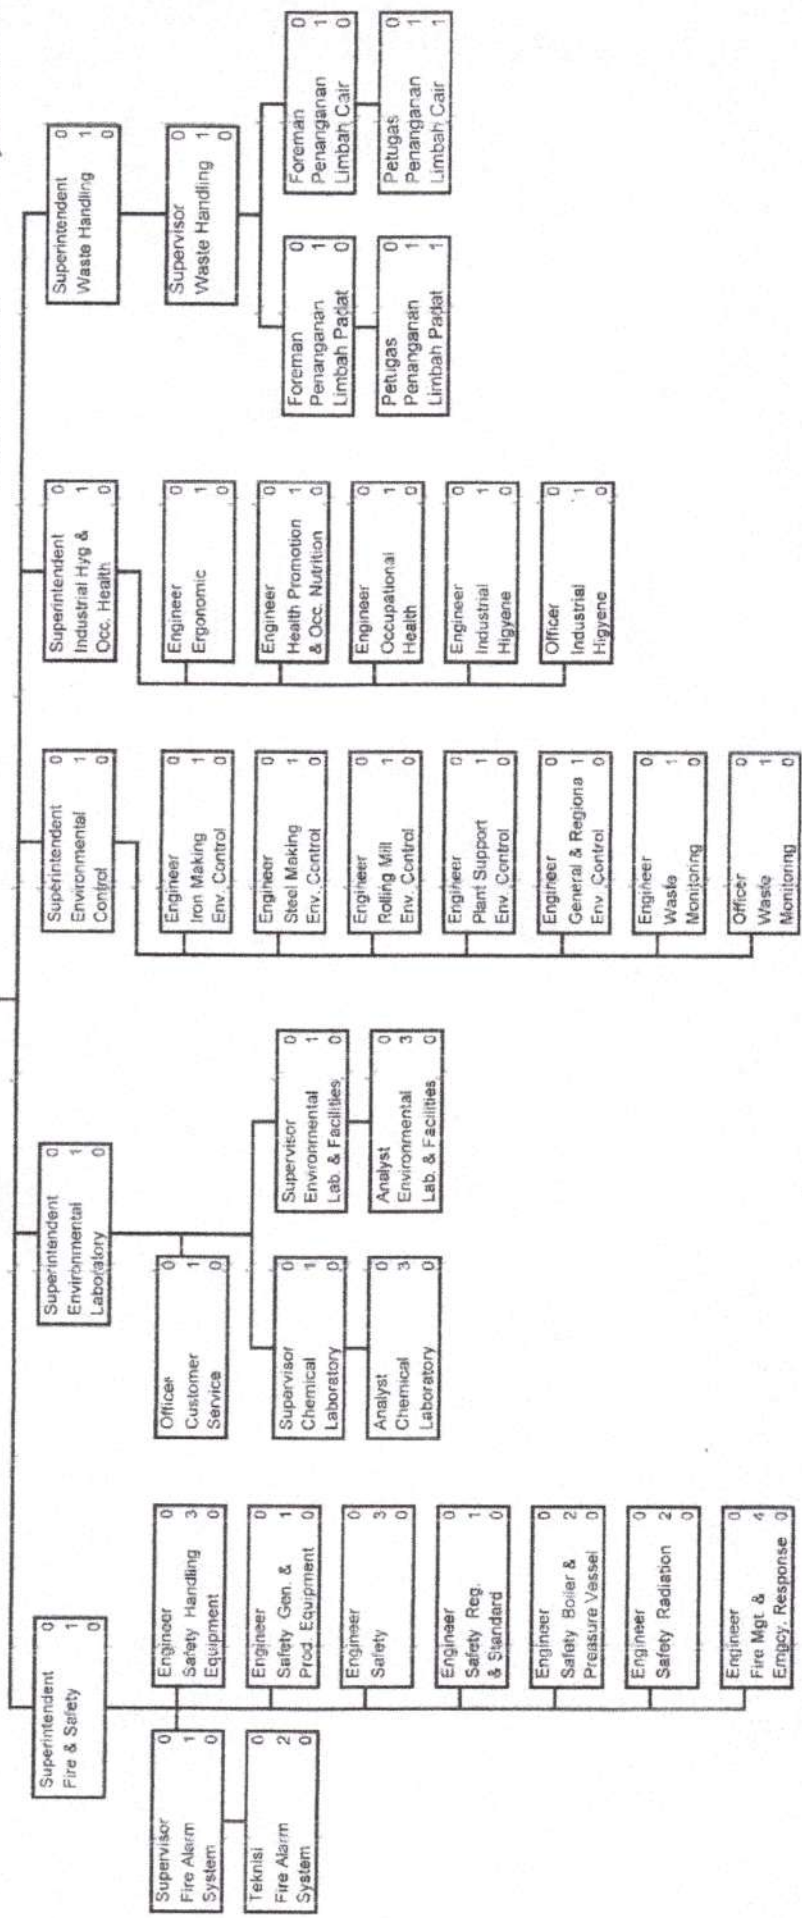 Superintendent 0
Fire & Safety 1
0
Supervisor 0
Fire Alarm 1
System 0
Teknisi 0
Fire Alarm 2
System 0
Engineer 0
Safety Handling 3
Equipment 0
Engineer 0
Safety Gen. & 1
Prod. Equipment 0
Engineer 0
Safety 3
0
Engineer 0
Safety Reg. 1
& Standard 0
Engineer 0
Safety Boiler & 2
Preasure Vessel 0
Engineer 0
Safety Radiation 2
0
Engineer 0
Fire Mgt & 4
Emgcy. Response 0
Superintendent 0
Environmental 1
Laboratory 0
Officer 0
Customer 1
Service 0
Supervisor 0
Chemical 1
Laboratory 0
Analyst 0
Chemical 3
Laboratory 0
Supervisor 0
Environmental 1
Lab. & Facilities 0
Analyst 0
Environmental 3
Lab. & Facilities 0
Superintendent 0
Environmental 1
Control 0
Engineer 0
Iron Making 1
Env. Control 0
Engineer 0
Steel Making 1
Env. Control 0
Engineer 0
Rolling Mill 1
Env. Control 0
Engineer 0
Plant Support 1
Env. Control 0
Engineer 0
General & Regiona 1
Env. Control 0
Engineer 0
Waste 1
Monitoring 0
Officer 0
Waste 1
Monitoring 0
Superintendent 0
Industrial Hyg & 1
Occ. Health 0
Engineer 0
Ergonomic 1
0
Engineer 0
Health Promotion 1
& Occ. Nutrition 0
Engineer 0
Occupational 1
Health 0
Engineer 0
Industrial 1
Higyene 0
Officer 0
Industrial 1
Higyene 0
Superintendent 0
Waste Handling 1
0
Supervisor 0
Waste Handling 1
0
Foreman 0
Penanganan 1
Limbah Padat 0
Petugas 0
Penanganan 1
Limbah Padat 1
Foreman 0
Penanganan 1
Limbah Cair 0
Petugas 0
Penanganan 1
Limbah Cair 1